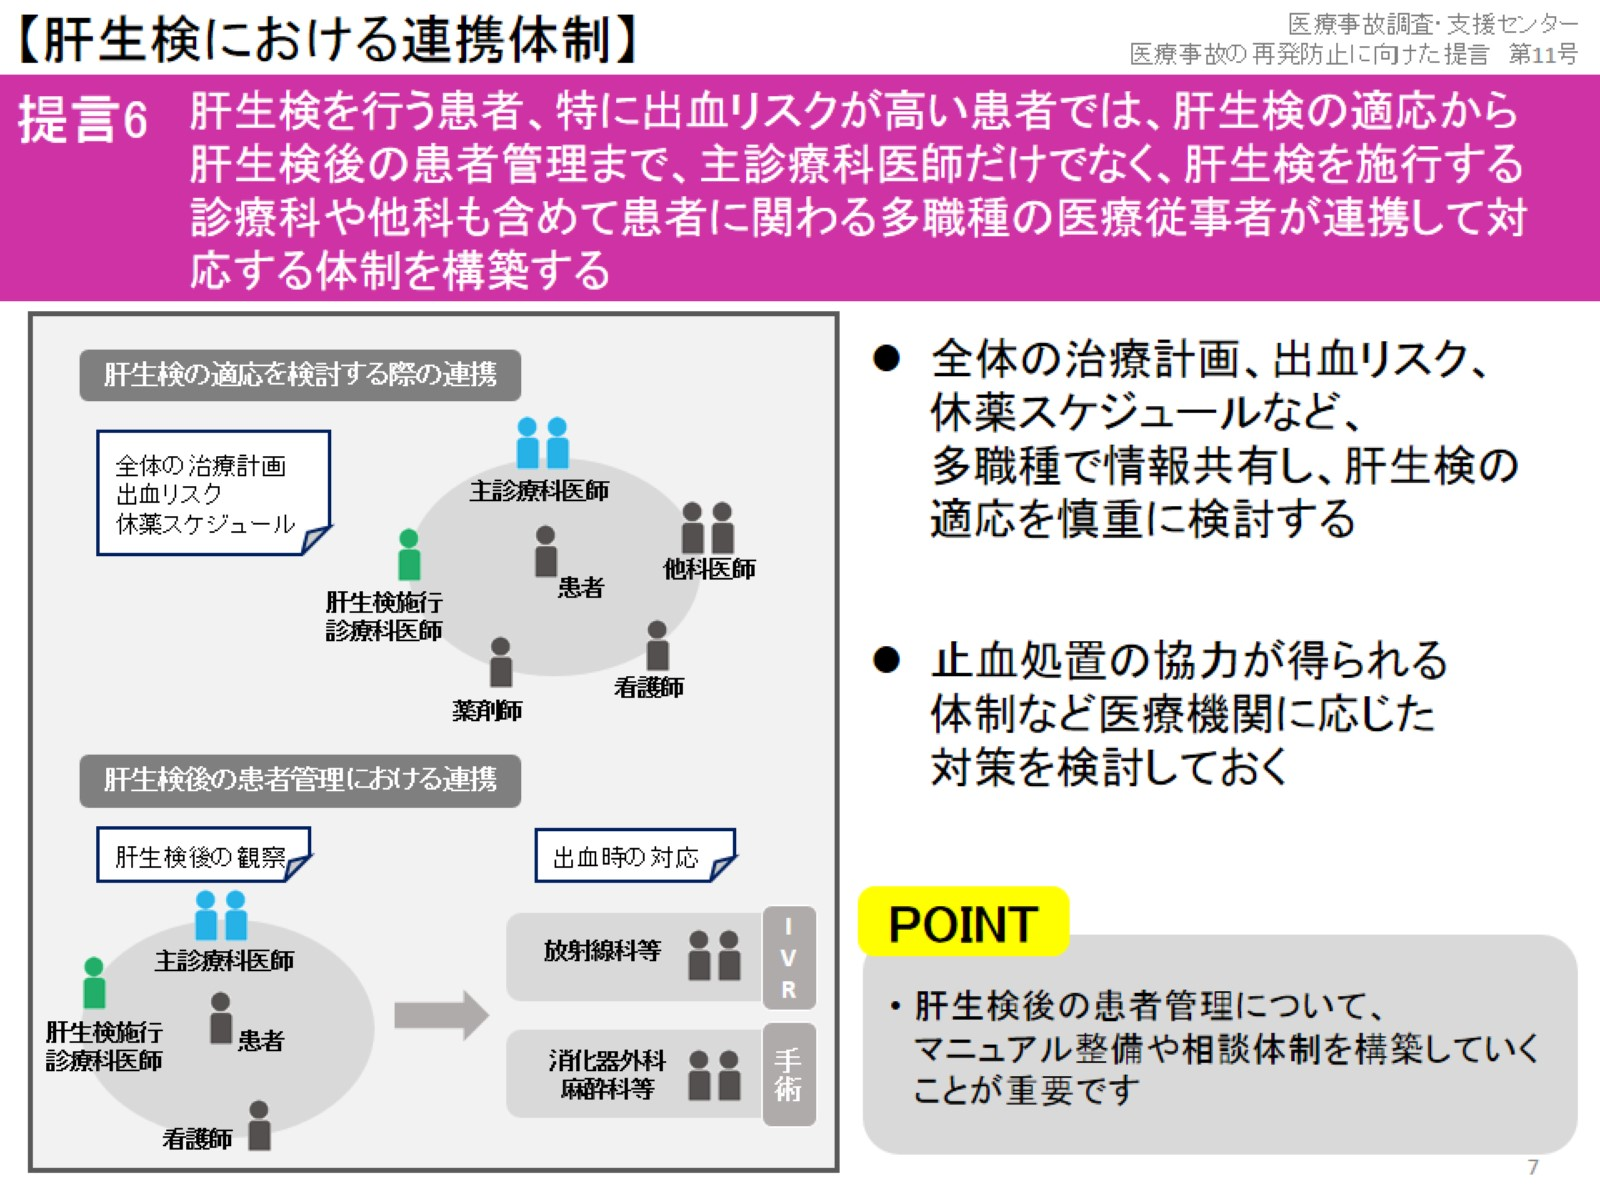 【肝生検における連携体制】
医療事故調査・支援センター
医療事故の再発防止に向けた提言　第11号
提言6
肝生検を行う患者、特に出血リスクが高い患者では、肝生検の適応から
肝生検後の患者管理まで、主診療科医師だけでなく、肝生検を施行する
診療科や他科も含めて患者に関わる多職種の医療従事者が連携して対
応する体制を構築する
肝生検の適応を検討する際の連携
全体の治療計画
出血リスク
休薬スケジュール
主診療科医師
他科医師
患者
肝生検施行
診療科医師
看護師
薬剤師
肝生検後の患者管理における連携
肝生検後の観察
主診療科医師
肝生検施行
診療科医師
患者
看護師
出血時の対応
放射線科等
IVR
消化器外科
麻酔科等
手術
● 全体の治療計画、出血リスク、
休薬スケジュールなど、
多職種で情報共有し、肝生検の
適応を慎重に検討する
● 止血処置の協力が得られる
体制など医療機関に応じた
対策を検討しておく
POINT
・肝生検後の患者管理について、
マニュアル整備や相談体制を構築していく
ことが重要です
7